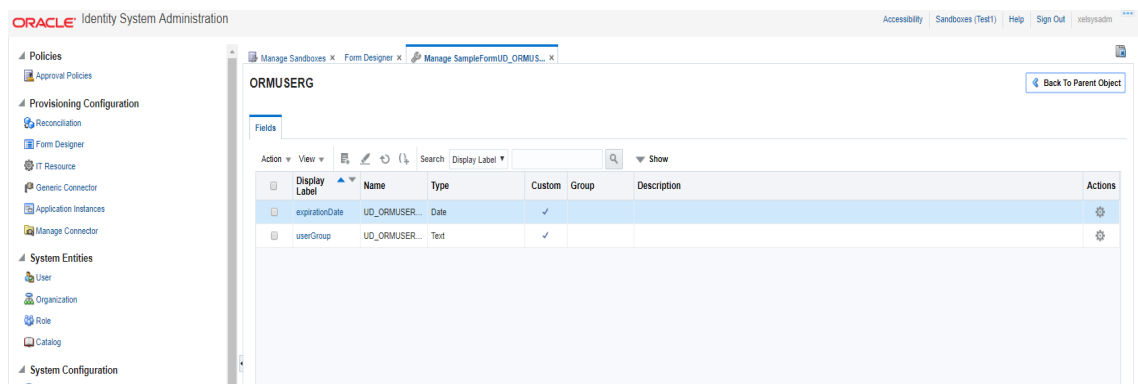 ORACLE Identity System Administration
Accessibility Sandboxes (Test1) Help Sign Out xelsysadm
Policies
Approval Policies
Provisioning Configuration
Reconciliation
Form Designer
IT Resource
Generic Connector
Application Instances
Manage Connector
System Entities
User
Organization
Role
Catalog
System Configuration
Manage Sandboxes x Form Designer x Manage SampleFormUD_ORMUS... x
ORMUSERG
Back To Parent Object
Fields
Action View Search Display Label Show
Display Label Name Type Custom Group Description Actions
expirationDate UD_ORMUSER... Date
userGroup UD_ORMUSER... Text